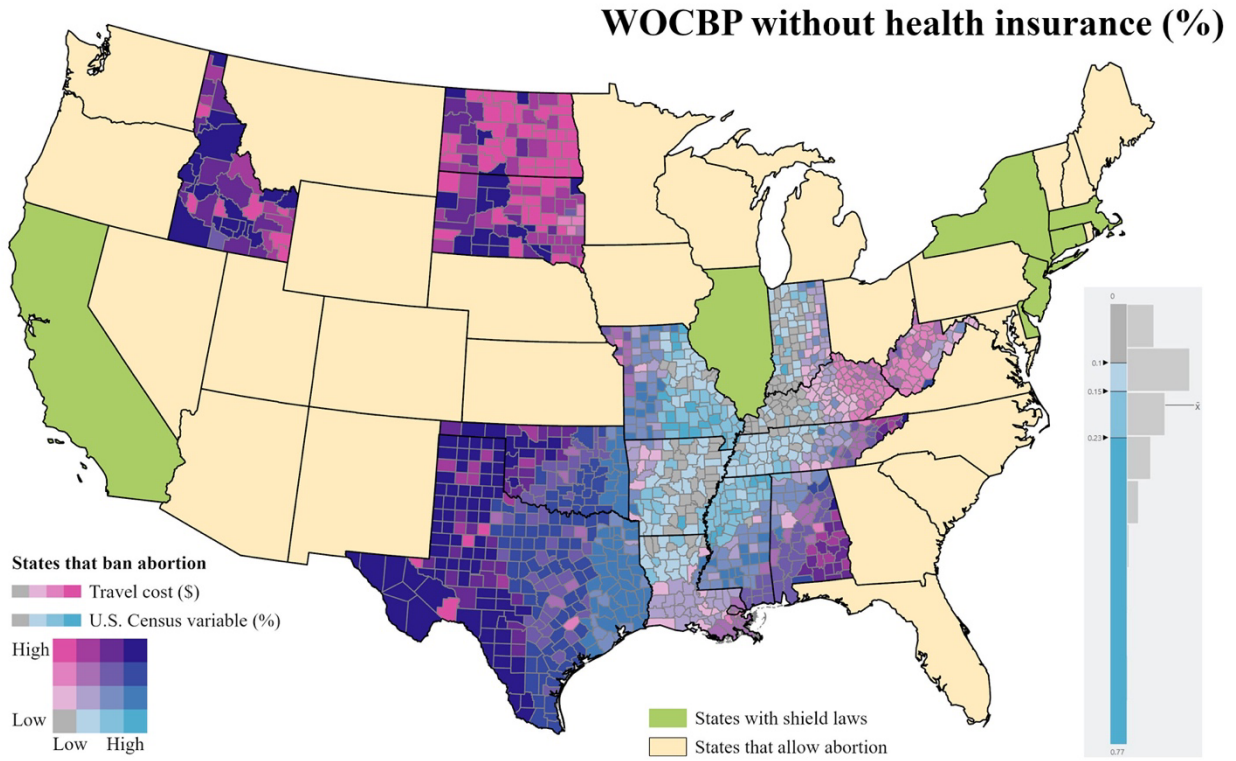 WOCBP without health insurance (%)
0
0.1
0.15
x̄
0.23
0.77
States that ban abortion
Travel cost ($)
U.S. Census variable (%)
High
Low
Low High
States with shield laws
States that allow abortion